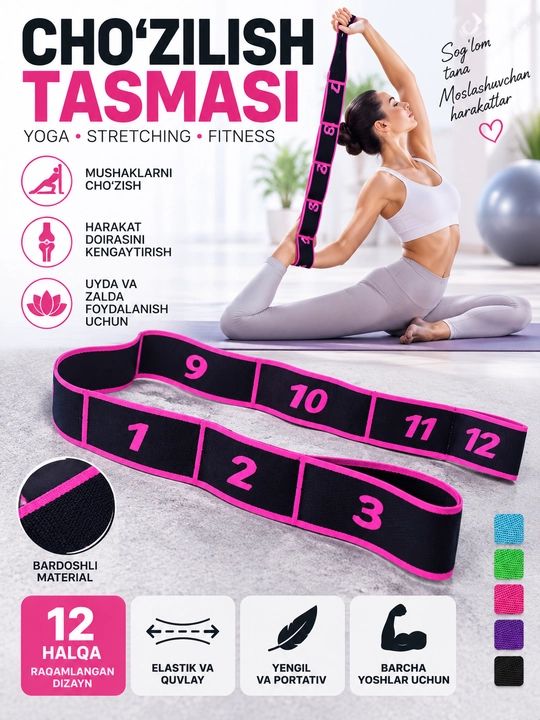 CHO‘ZILISH
TASMASI
YOGA • STRETCHING • FITNESS
Sog‘lom
tana
Moslashuvchan
harakatlar
MUSHAKLARNI
CHO‘ZISH
HARAKAT
DOIRASINI
KENGAYTIRISH
UYDA VA
ZALDA
FOYDALANISH
UCHUN
9
10
11
12
1
2
3
BARDOSHLI
MATERIAL
12
HALQA
RAQAMLANGAN
DIZAYN
ELASTIK VA
QUVLAY
YENGIL
VA PORTATIV
BARCHA
YOSHLAR UCHUN